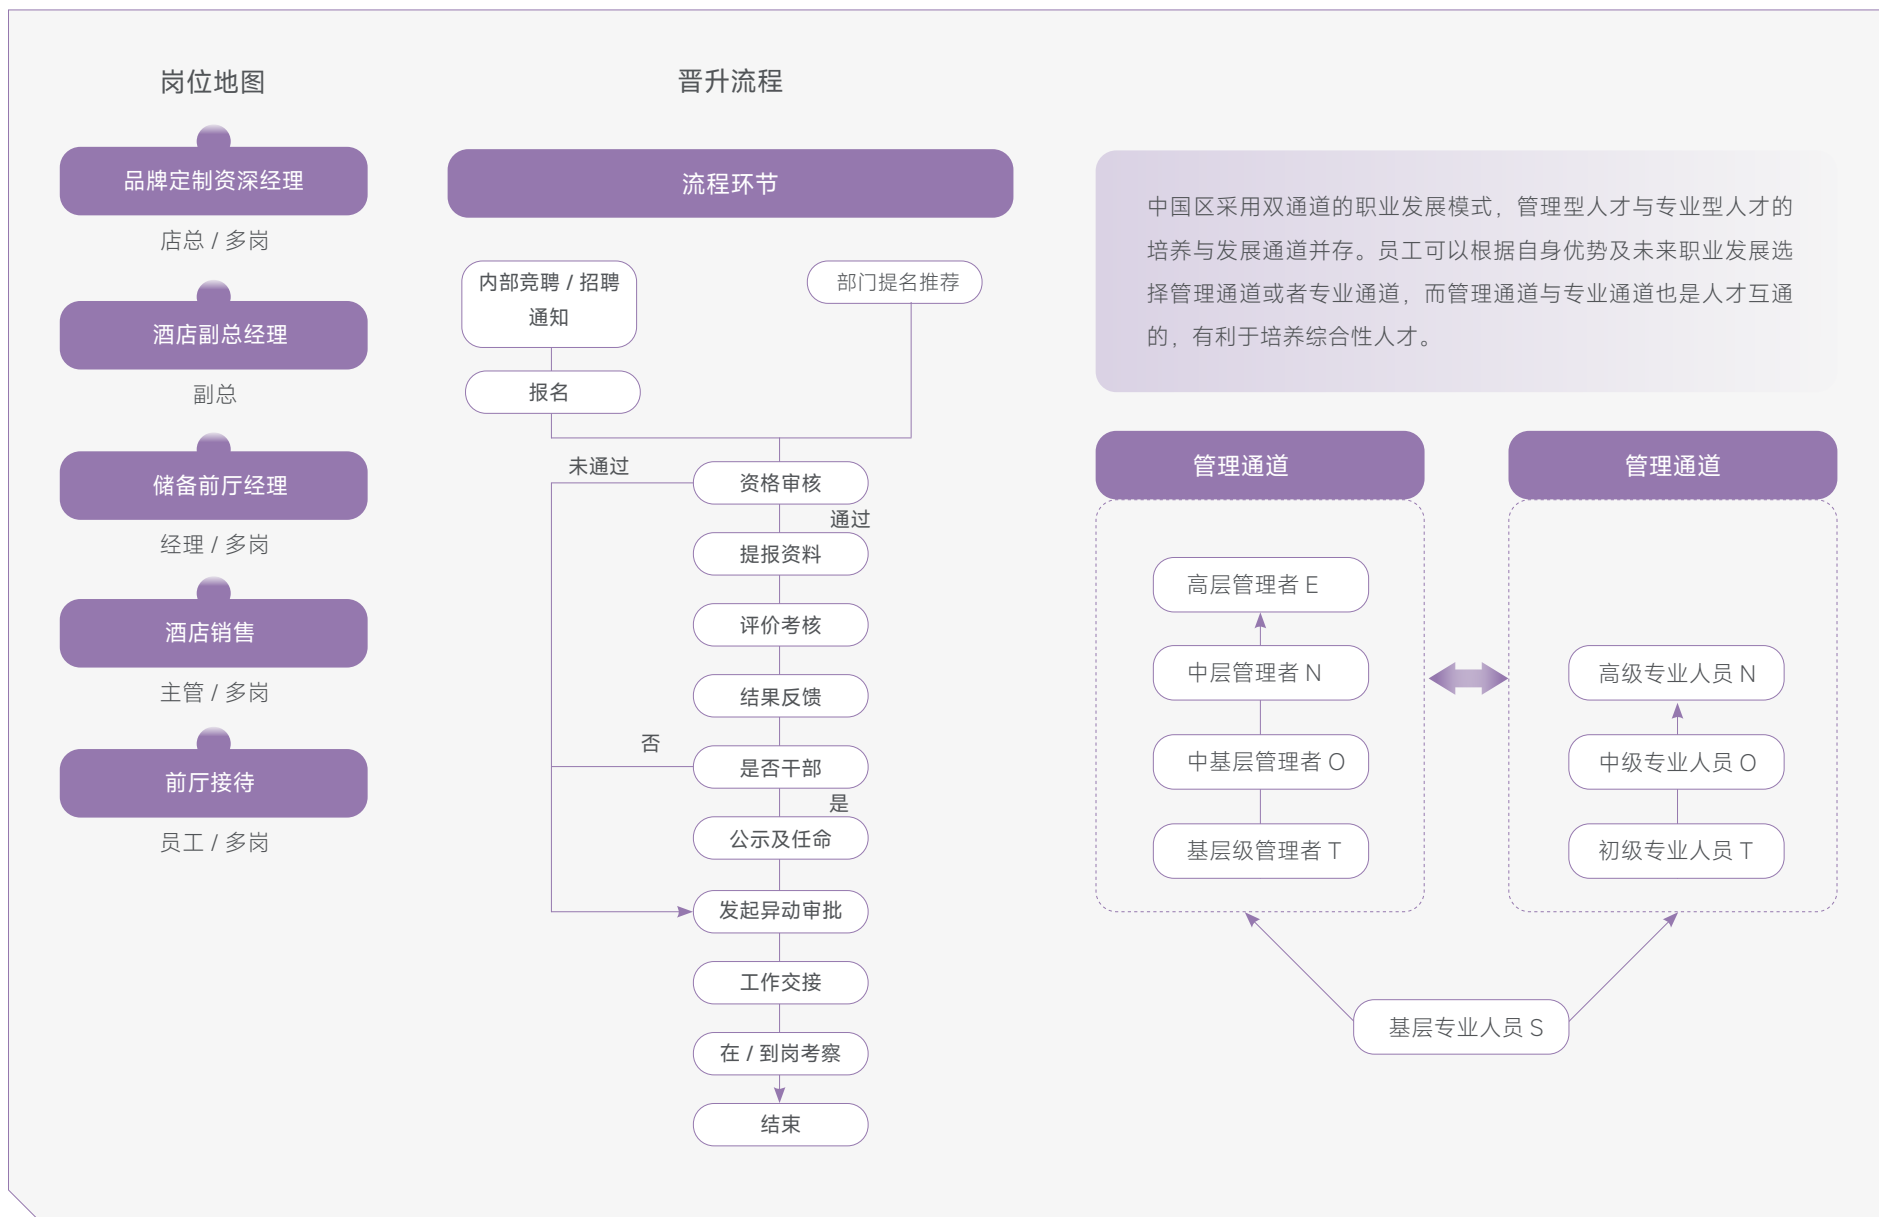 岗位地图
品牌定制资深经理
店总 / 多岗
酒店副总经理
副总
储备前厅经理
经理 / 多岗
酒店销售
主管 / 多岗
前厅接待
员工 / 多岗
晋升流程
流程环节
内部竞聘 / 招聘
通知
部门提名推荐
报名
未通过
资格审核
通过
提报资料
评价考核
结果反馈
否
是否干部
是
公示及任命
发起异动审批
工作交接
在 / 到岗考察
结束
中国区采用双通道的职业发展模式，管理型人才与专业型人才的
培养与发展通道并存。员工可以根据自身优势及未来职业发展选
择管理通道或者专业通道，而管理通道与专业通道也是人才互通
的，有利于培养综合性人才。
管理通道
高层管理者 E
中层管理者 N
中基层管理者 O
基层级管理者 T
管理通道
高级专业人员 N
中级专业人员 O
初级专业人员 T
基层专业人员 S